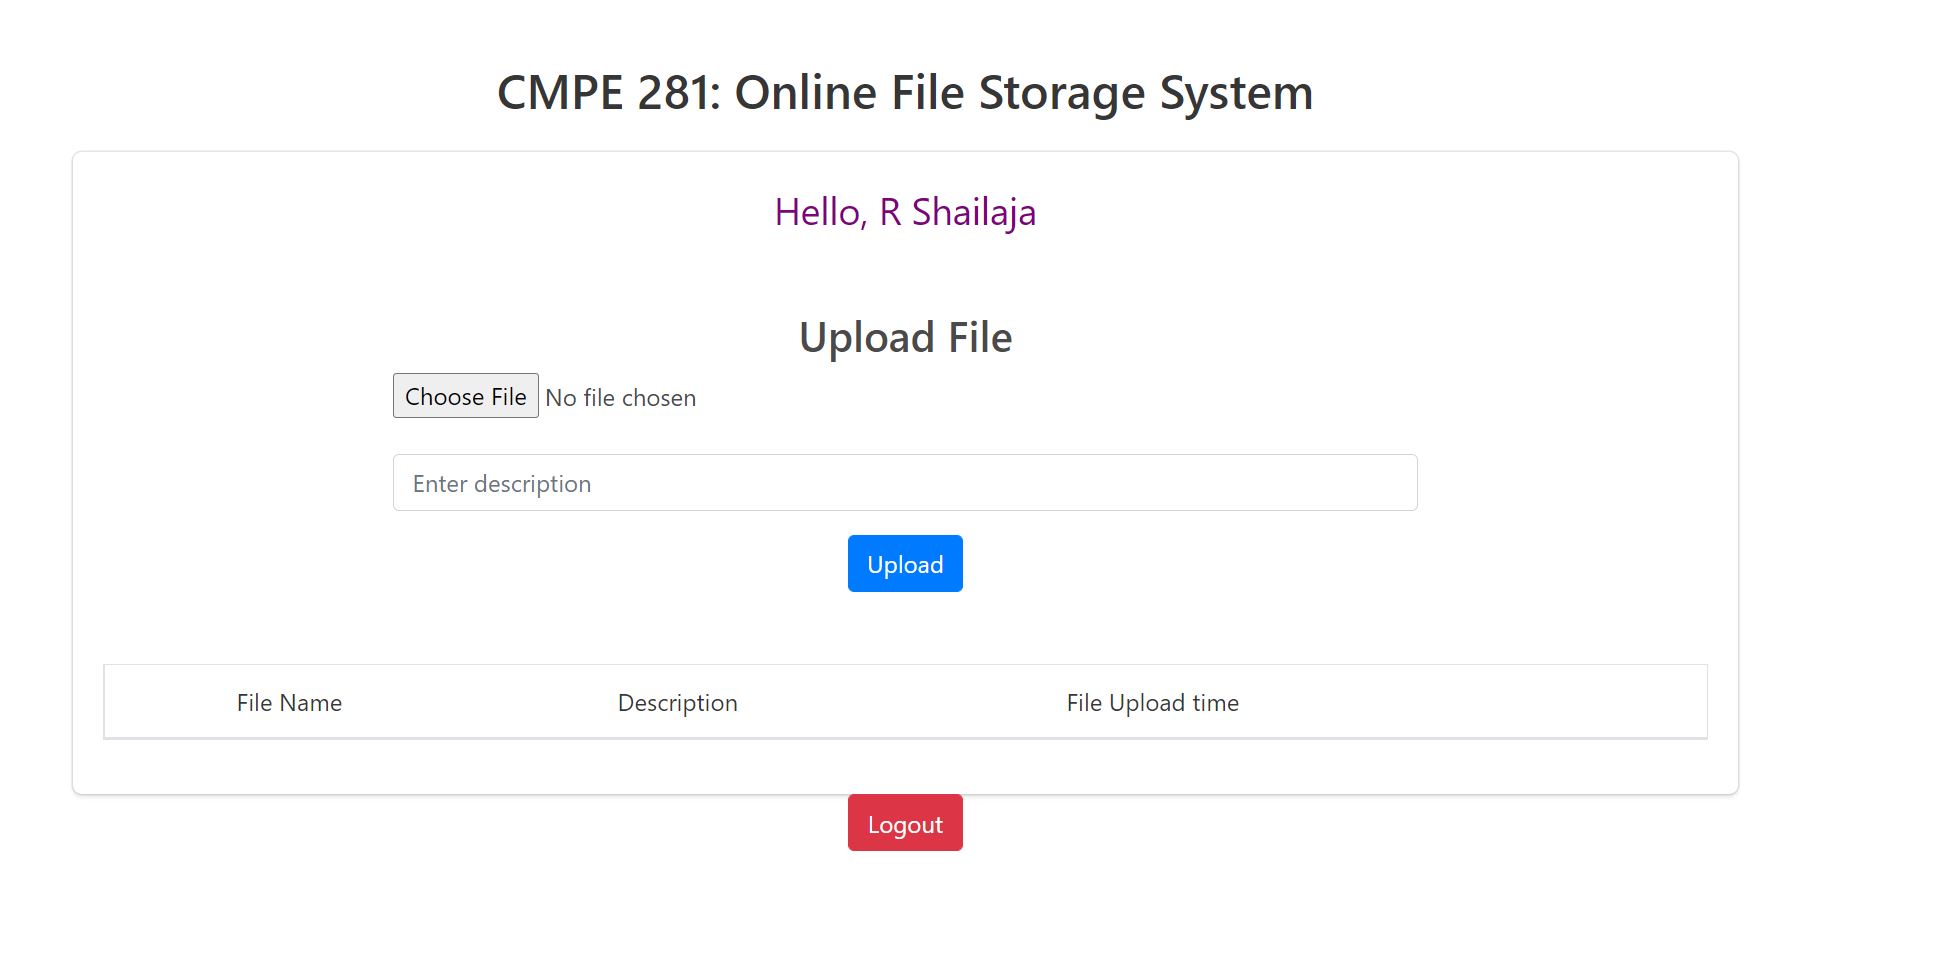 CMPE 281: Online File Storage System
Hello, R Shailaja
Upload File
Choose File No file chosen
Enter description
Upload
File Name Description File Upload time
Logout